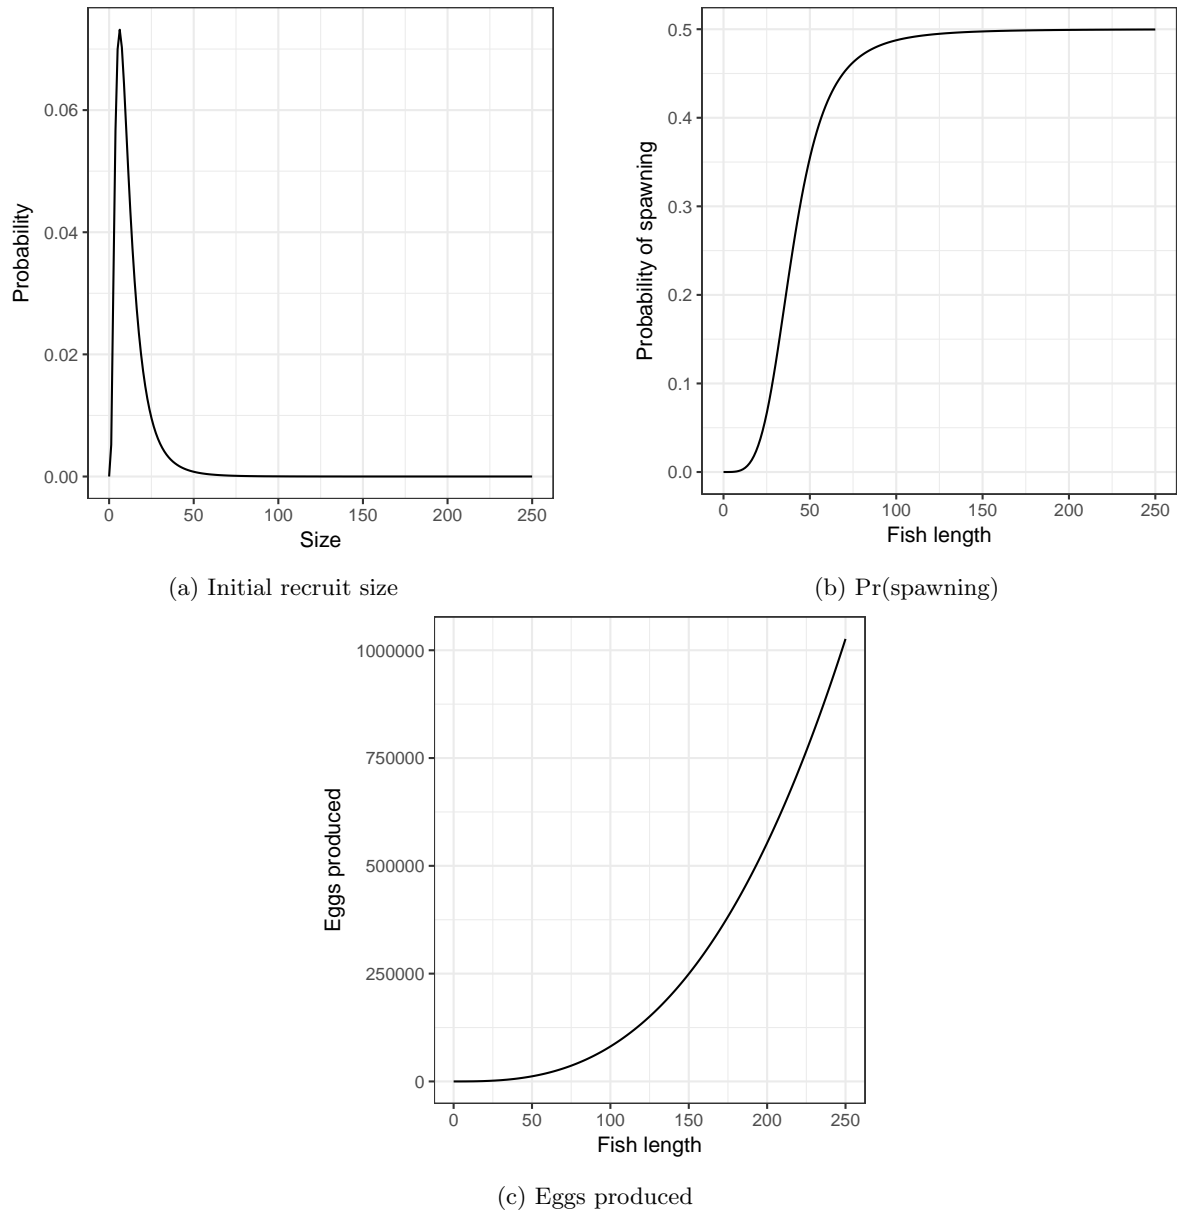 0.06
0.04
0.02
0.00
Probability
0 50 100 150 200 250
Size
(a) Initial recruit size
0.5
0.4
0.3
0.2
0.1
0.0
Probability of spawning
0 50 100 150 200 250
Fish length
(b) Pr(spawning)
1000000
750000
500000
250000
0
Eggs produced
0 50 100 150 200 250
Fish length
(c) Eggs produced